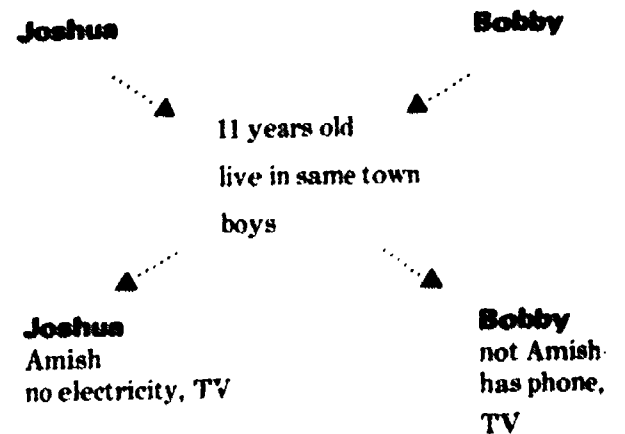 Joshua
Bobby
11 years old
live in same town
boys
Joshua
Amish
no electricity, TV
Bobby
not Amish
has phone,
TV